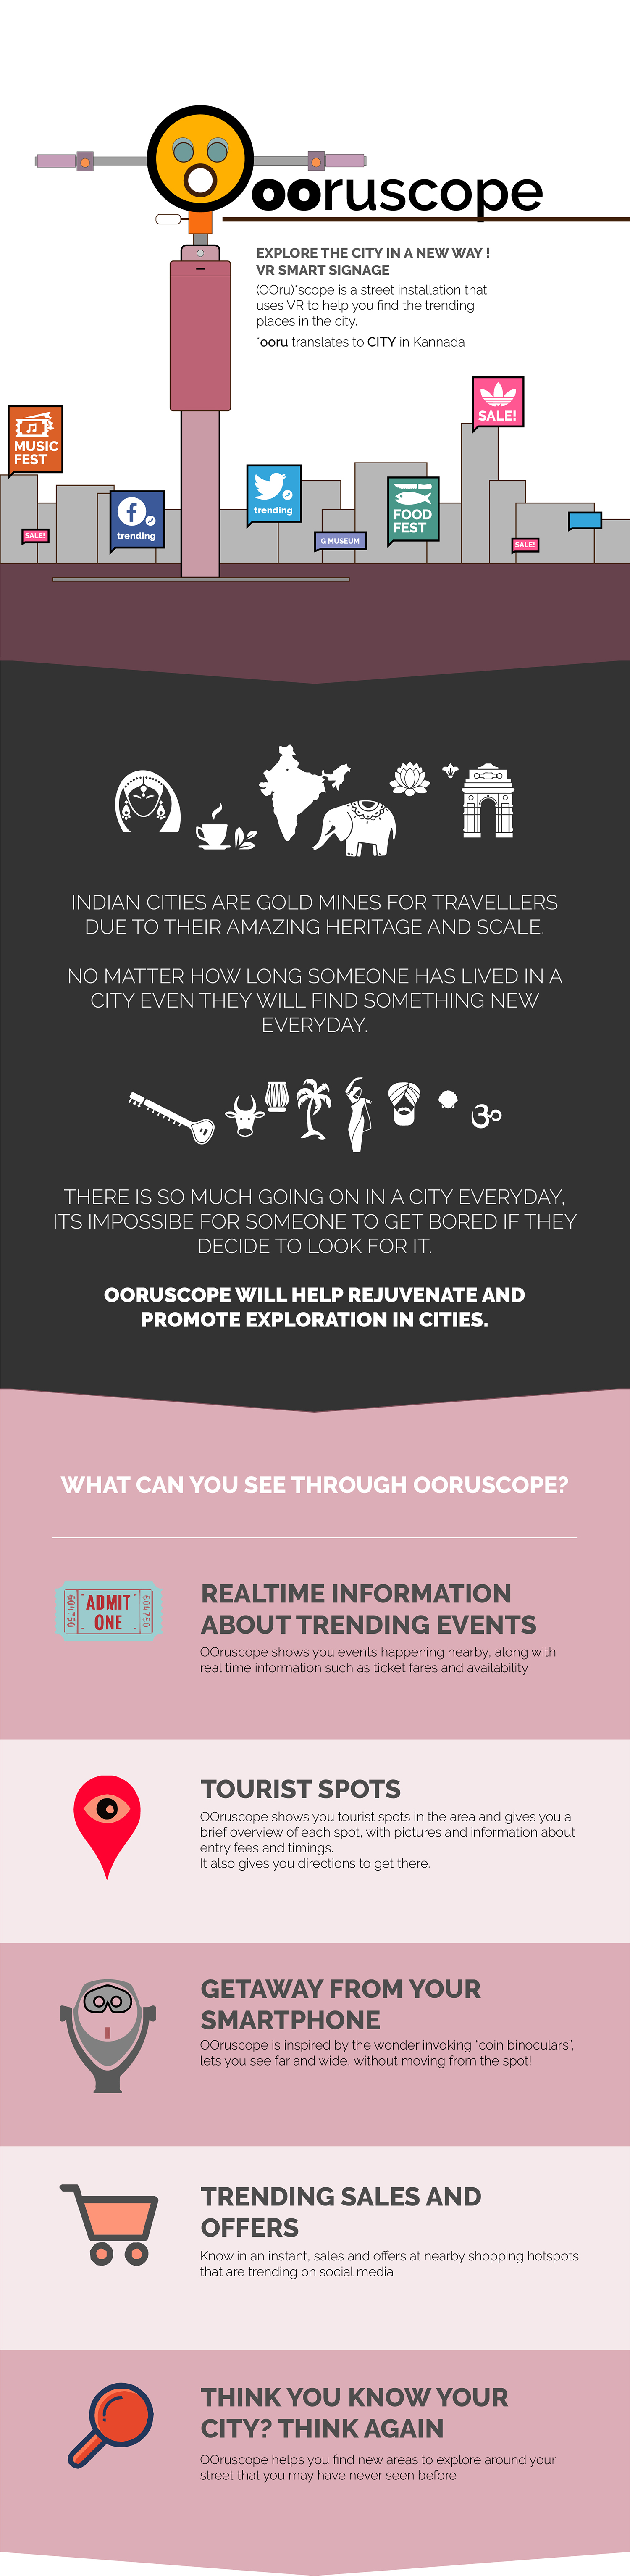 ooruscope
EXPLORE THE CITY IN A NEW WAY !
VR SMART SIGNAGE
(OOru)*scope is a street installation that
uses VR to help you find the trending
places in the city.
*ooru translates to CITY in Kannada
SALE!
MUSIC
FEST
trending
trending
FOOD
FEST
SALE!
G MUSEUM
SALE!
INDIAN CITIES ARE GOLD MINES FOR TRAVELLERS
DUE TO THEIR AMAZING HERITAGE AND SCALE.
NO MATTER HOW LONG SOMEONE HAS LIVED IN A
CITY EVEN THEY WILL FIND SOMETHING NEW
EVERYDAY.
ॐ
THERE IS SO MUCH GOING ON IN A CITY EVERYDAY,
ITS IMPOSSIBE FOR SOMEONE TO GET BORED IF THEY
DECIDE TO LOOK FOR IT.
OORUSCOPE WILL HELP REJUVENATE AND
PROMOTE EXPLORATION IN CITIES.
WHAT CAN YOU SEE THROUGH OORUSCOPE?
604760
ADMIT
ONE
604760
REALTIME INFORMATION
ABOUT TRENDING EVENTS
OOruscope shows you events happening nearby, along with
real time information such as ticket fares and availability
TOURIST SPOTS
OOruscope shows you tourist spots in the area and gives you a
brief overview of each spot, with pictures and information about
entry fees and timings.
It also gives you directions to get there.
GETAWAY FROM YOUR
SMARTPHONE
OOruscope is inspired by the wonder invoking “coin binoculars”,
lets you see far and wide, without moving from the spot!
TRENDING SALES AND
OFFERS
Know in an instant, sales and offers at nearby shopping hotspots
that are trending on social media
THINK YOU KNOW YOUR
CITY? THINK AGAIN
OOruscope helps you find new areas to explore around your
street that you may have never seen before